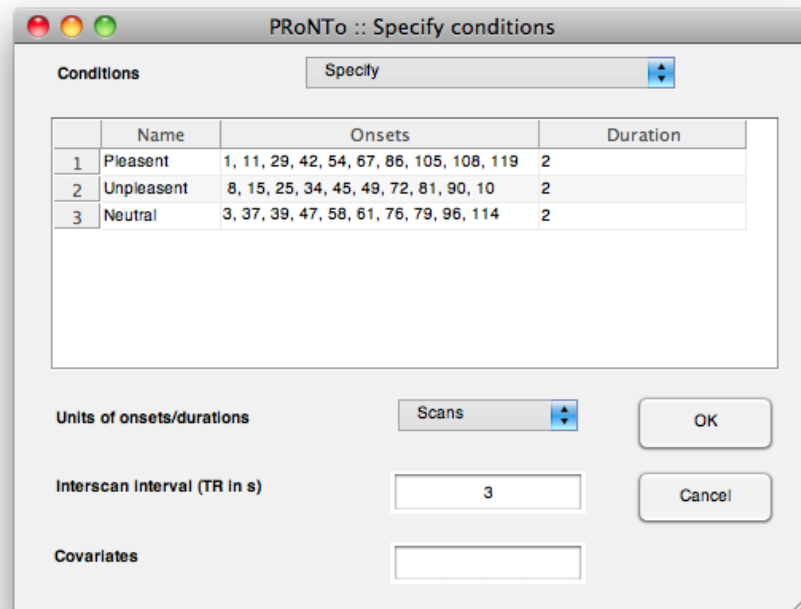 PRoNTo :: Specify conditions
Conditions Specify
Name Onsets Duration
1 Pleasent 1, 11, 29, 42, 54, 67, 86, 105, 108, 119 2
2 Unpleasent 8, 15, 25, 34, 45, 49, 72, 81, 90, 10 2
3 Neutral 3, 37, 39, 47, 58, 61, 76, 79, 96, 114 2
Units of onsets/durations Scans OK
Interscan interval (TR in s) 3 Cancel
Covariates